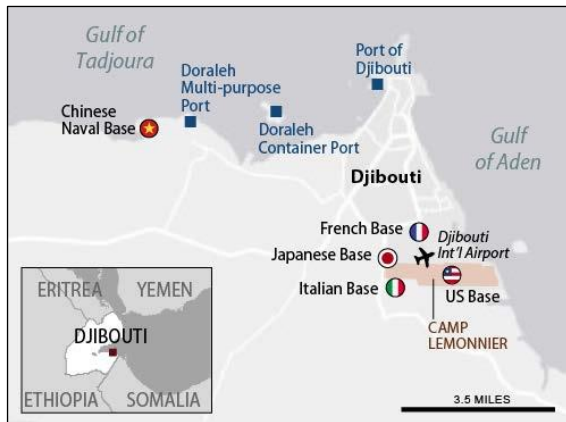 Gulf of
Tadjoura
Port of
Djibouti
Doraleh
Multi-purpose
Port
Chinese
Naval Base
Doraleh
Container Port
Gulf
of Aden
Djibouti
French Base
Djibouti
Int'l Airport
Japanese Base
Italian Base
US Base
CAMP
LEMONNIER
ERITREA
YEMEN
DJIBOUTI
ETHIOPIA
SOMALIA
3.5 MILES